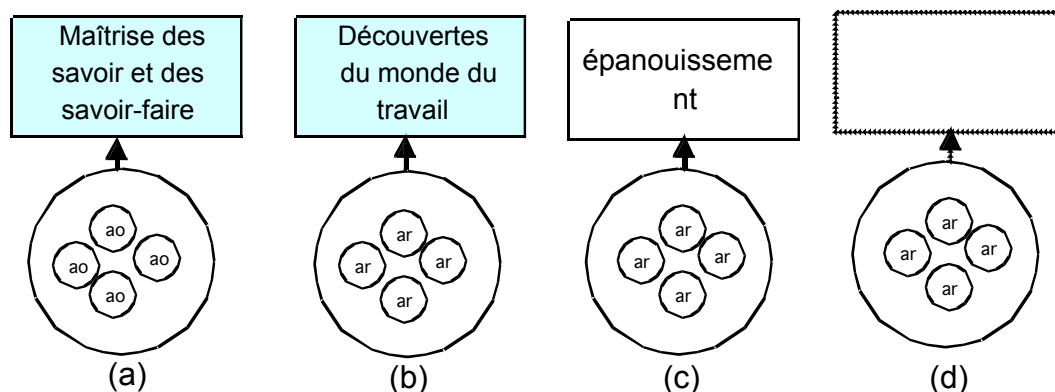 Maîtrise des
savoir et des
savoir-faire
Découvertes
du monde du
travail
épanouisseme
nt
ao
ao
ao
ao
ar
ar
ar
ar
ar
ar
ar
ar
ar
ar
ar
ar
(a)
(b)
(c)
(d)